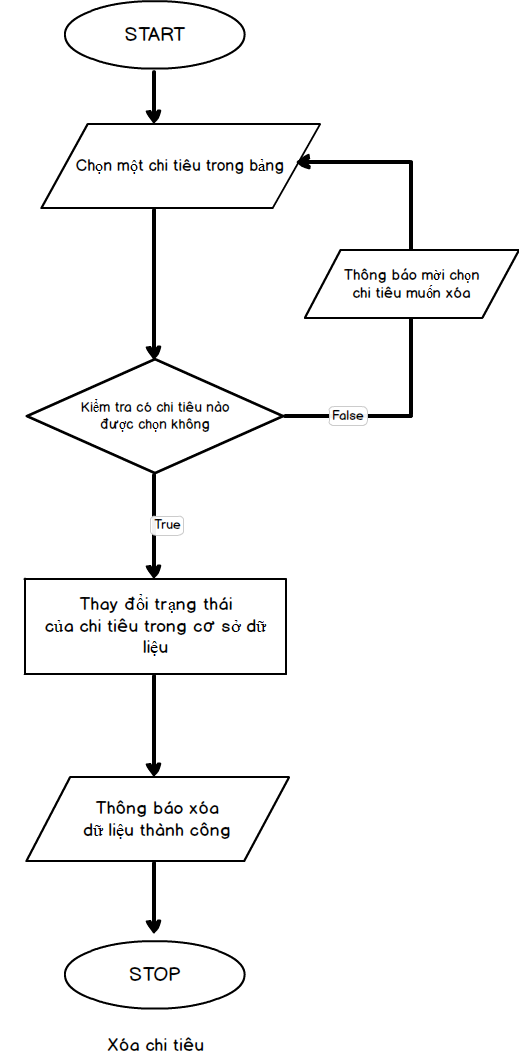 START
Chọn một chi tiêu trong bảng
Thông báo mời chọn
chi tiêu muốn xóa
Kiểm tra có chi tiêu nào
được chọn không
False
True
Thay đổi trạng thái
của chi tiêu trong cơ sở dữ
liệu
Thông báo xóa
dữ liệu thành công
STOP
Xóa chi tiêu